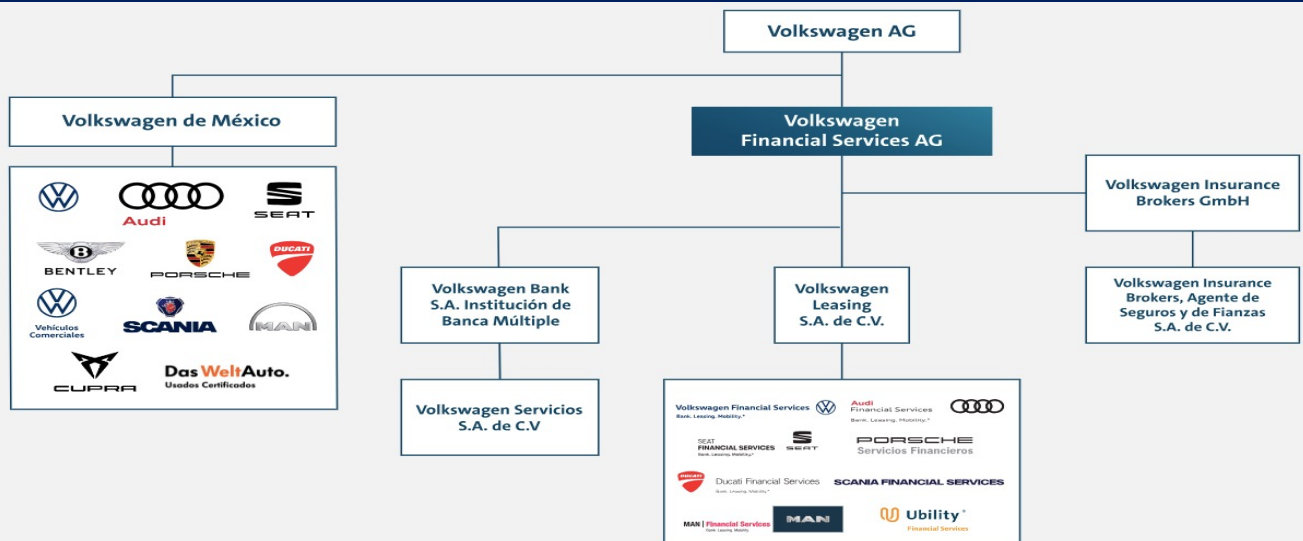 Volkswagen AG
Volkswagen de México
Volkswagen
Financial Services AG
Audi
SEAT
BENTLEY
PORSCHE
DUCATI
Vehículos
Comerciales
SCANIA
MAN
CUPRA
Das WeltAuto.
Usados Certificados
Volkswagen Insurance
Brokers GmbH
Volkswagen Bank
S.A. Institución de
Banca Múltiple
Volkswagen
Leasing
S.A. de C.V.
Volkswagen Insurance
Brokers, Agente de
Seguros y de Fianzas
S.A. de C.V.
Volkswagen Servicios
S.A. de C.V
Volkswagen Financial Services
Bank. Leasing. Mobility.*
Audi
Financial Services
Bank. Leasing. Mobility.*
SEAT
FINANCIAL SERVICES
Bank. Leasing. Mobility.*
SEAT
PORSCHE
Servicios Financieros
DUCATI
Ducati Financial Services
Bank. Leasing. Mobility.*
SCANIA FINANCIAL SERVICES
MAN | Financial Services
Bank. Leasing. Mobility
MAN
Ubility
Financial Services